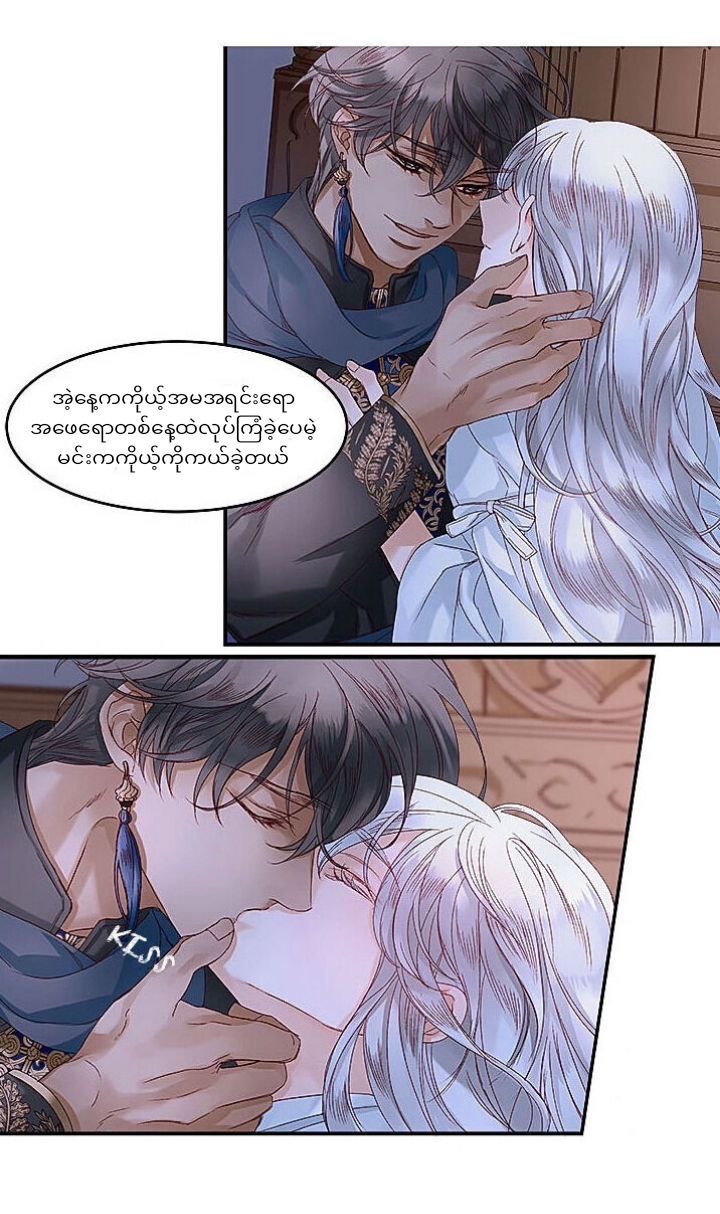 အဲ့နေ့ကကိုယ့်အမအရင်းရော
အဖေရောတစ်နေ့ထဲလုပ်ကြံခဲ့ပေမဲ့
မင်းကကိုယ့်ကိုကယ်ခဲ့တယ်
KISS